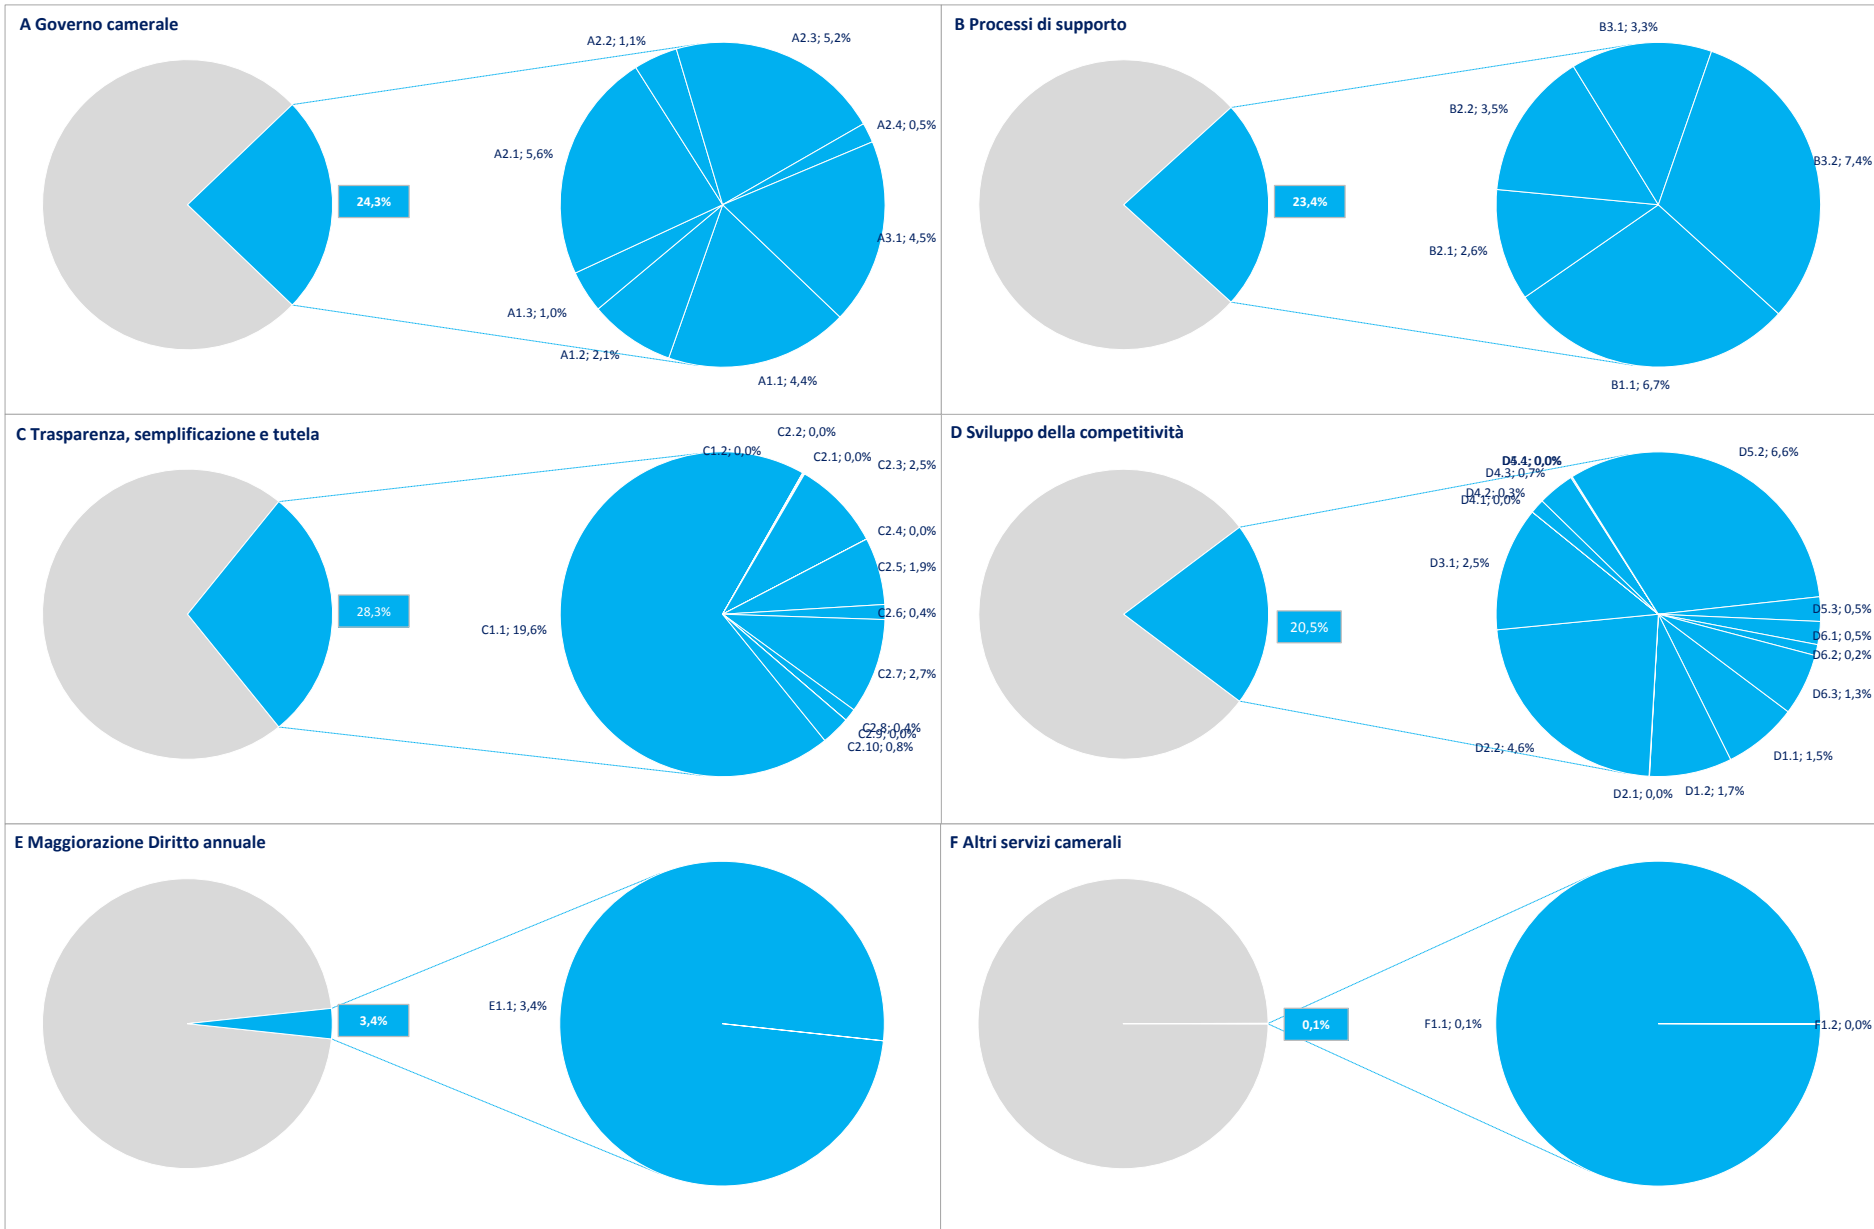 A Governo camerale
A2.2; 1,1%
A2.3; 5,2%
A2.4; 0,5%
A2.1; 5,6%
24,3%
A3.1; 4,5%
A1.3; 1,0%
A1.2; 2,1%
A1.1; 4,4%
B Processi di supporto
B3.1; 3,3%
B2.2; 3,5%
B3.2; 7,4%
23,4%
B2.1; 2,6%
B1.1; 6,7%
C Trasparenza, semplificazione e tutela
C2.2; 0,0%
C1.2; 0,0%
C2.1; 0,0%
C2.3; 2,5%
C2.4; 0,0%
C2.5; 1,9%
28,3%
C2.6; 0,4%
C1.1; 19,6%
C2.7; 2,7%
C2.8; 0,4%
C2.9; 0,0%
C2.10; 0,8%
D Sviluppo della competitività
D5.2; 6,6%
D4.3; 0,7%
D4.2; 0,3%
D4.1; 0,0%
D3.1; 2,5%
20,5%
D5.3; 0,5%
D6.1; 0,5%
D6.2; 0,2%
D6.3; 1,3%
D2.2; 4,6%
D1.1; 1,5%
D2.1; 0,0%
D1.2; 1,7%
E Maggiorazione Diritto annuale
E1.1; 3,4%
3,4%
F Altri servizi camerali
0,1%
F1.1; 0,1%
F1.2; 0,0%